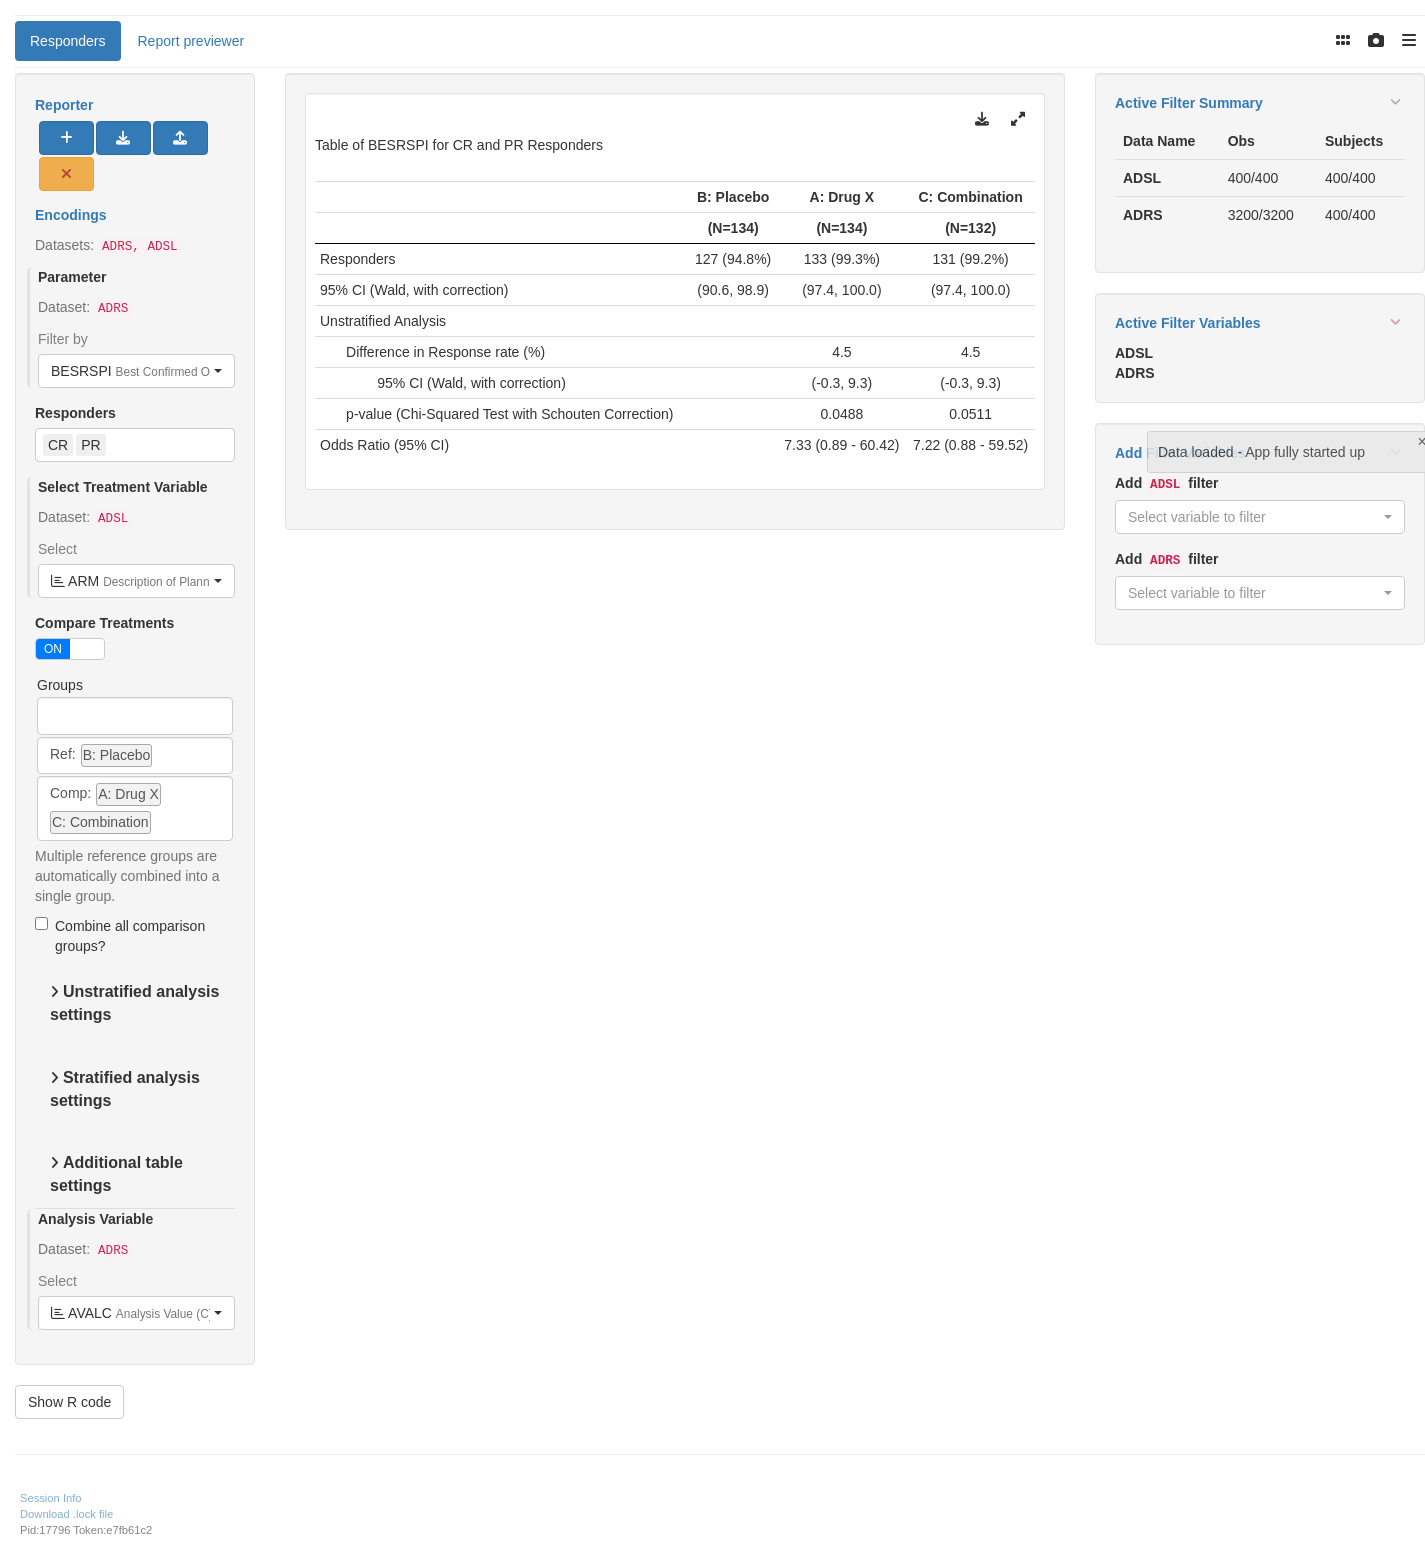 Responders
Report previewer
Reporter
Encodings
Datasets: ADRS, ADSL
Parameter
Dataset: ADRS
Filter by
BESRSPI Best Confirmed O
Responders
CR PR
Select Treatment Variable
Dataset: ADSL
Select
ARM Description of Plann
Compare Treatments
ON
Groups
Ref: B: Placebo
Comp: A: Drug X
C: Combination
Multiple reference groups are
automatically combined into a
single group.
Combine all comparison
groups?
Unstratified analysis
settings
Stratified analysis
settings
Additional table
settings
Analysis Variable
Dataset: ADRS
Select
AVALC Analysis Value (C)
Show R code
Table of BESRSPI for CR and PR Responders
B: Placebo A: Drug X C: Combination
(N=134) (N=134) (N=132)
Responders 127 (94.8%) 133 (99.3%) 131 (99.2%)
95% CI (Wald, with correction) (90.6, 98.9) (97.4, 100.0) (97.4, 100.0)
Unstratified Analysis
Difference in Response rate (%) 4.5 4.5
95% CI (Wald, with correction) (-0.3, 9.3) (-0.3, 9.3)
p-value (Chi-Squared Test with Schouten Correction) 0.0488 0.0511
Odds Ratio (95% CI) 7.33 (0.89 - 60.42) 7.22 (0.88 - 59.52)
Active Filter Summary
Data Name Obs Subjects
ADSL 400/400 400/400
ADRS 3200/3200 400/400
Active Filter Variables
ADSL
ADRS
Add
Data loaded - App fully started up
Add ADSL filter
Select variable to filter
Add ADRS filter
Select variable to filter
Session Info
Download .lock file
Pid:17796 Token:e7fb61c2